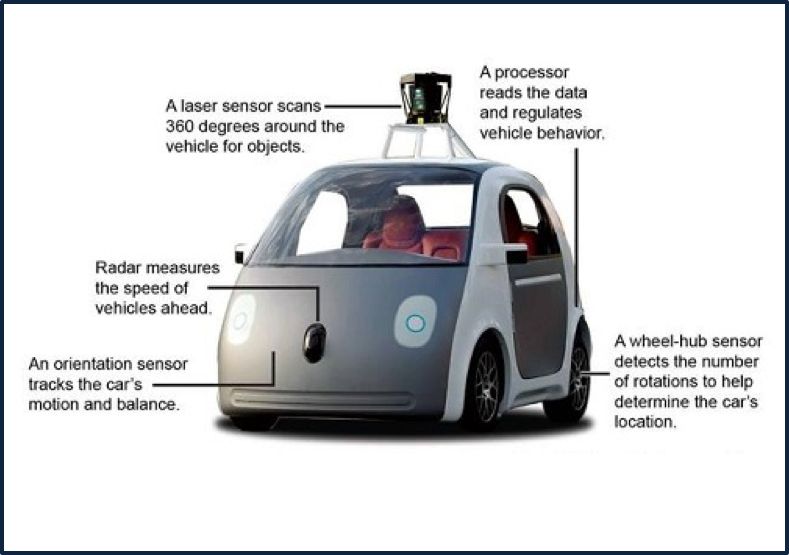 A laser sensor scans
360 degrees around the
vehicle for objects.
A processor
reads the data
and regulates
vehicle behavior.
Radar measures
the speed of
vehicles ahead.
An orientation sensor
tracks the car's
motion and balance.
A wheel-hub sensor
detects the number
of rotations to help
determine the car's
location.